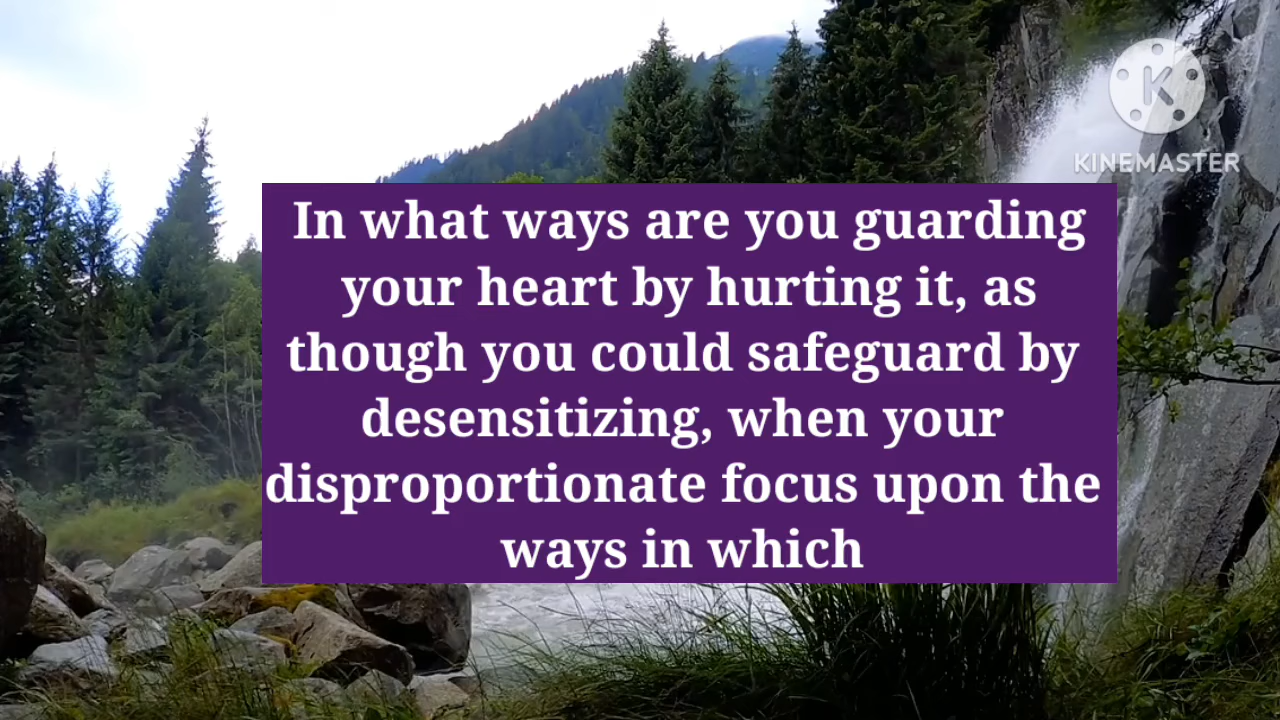 KINEMASTER
In what ways are you guarding
your heart by hurting it, as
though you could safeguard by
desensitizing, when your
disproportionate focus upon the
ways in which